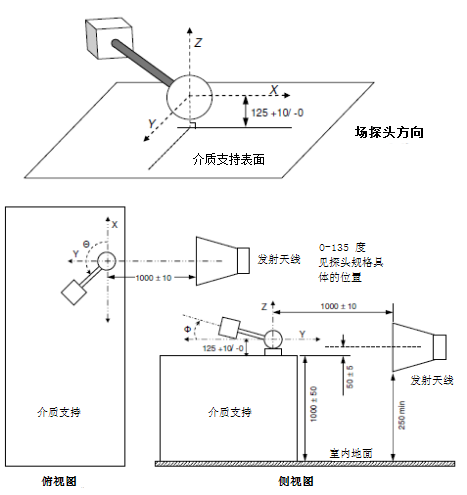 Z
X
Y
125 +10/ -0
场探头方向
介质支持表面
X
Θ
Y
1000 ± 10
发射天线
0-135 度
见探头规格具
体的位置
Z
1000 ± 10
Φ
Y
125 +10/ -0
50 ± 5
发射天线
介质支持
介质支持
1000 ± 50
250 min
室内地面
俯视图
侧视图